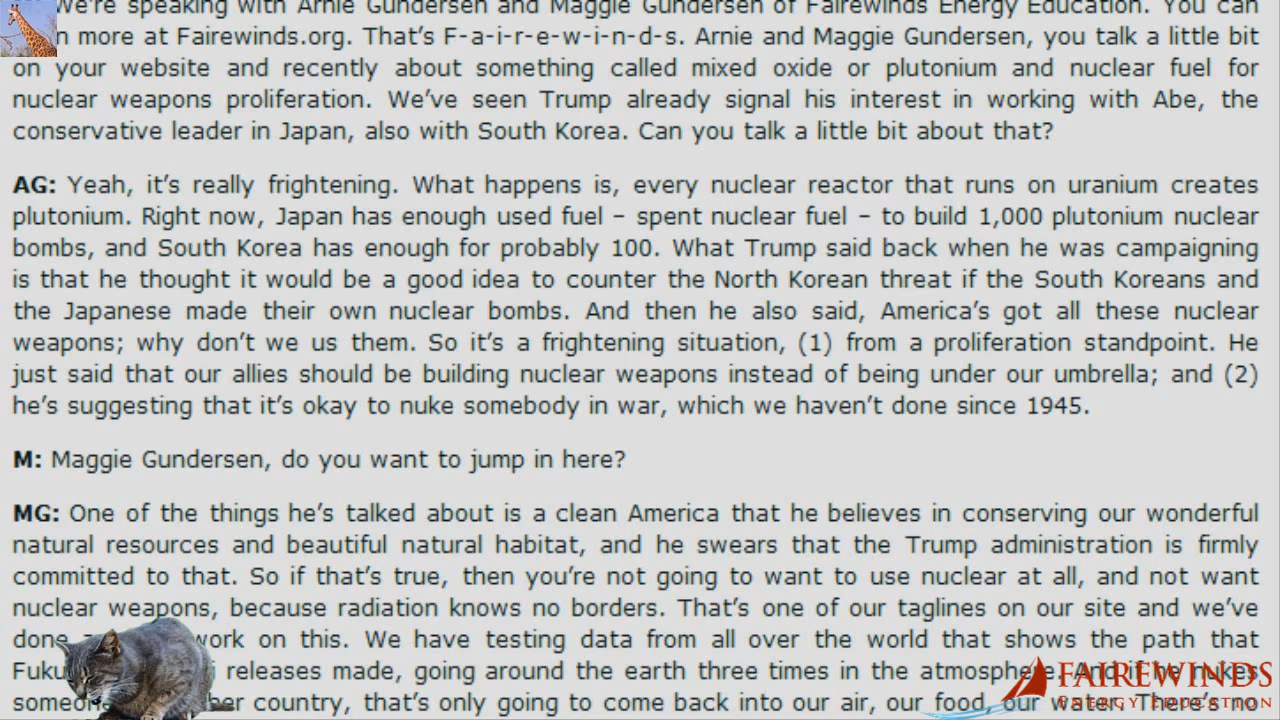 We're speaking with Arnie Gundersen and Maggie Gundersen of Fairewinds Energy Education. You can
n more at Fairewinds.org. That's F-a-i-r-e-w-i-n-d-s. Arnie and Maggie Gundersen, you talk a little bit
on your website and recently about something called mixed oxide or plutonium and nuclear fuel for
nuclear weapons proliferation. We've seen Trump already signal his interest in working with Abe, the
conservative leader in Japan, also with South Korea. Can you talk a little bit about that?
AG: Yeah, it's really frightening. What happens is, every nuclear reactor that runs on uranium creates
plutonium. Right now, Japan has enough used fuel – spent nuclear fuel – to build 1,000 plutonium nuclear
bombs, and South Korea has enough for probably 100. What Trump said back when he was campaigning
is that he thought it would be a good idea to counter the North Korean threat if the South Koreans and
the Japanese made their own nuclear bombs. And then he also said, America's got all these nuclear
weapons; why don't we us them. So it's a frightening situation, (1) from a proliferation standpoint. He
just said that our allies should be building nuclear weapons instead of being under our umbrella; and (2)
he's suggesting that it's okay to nuke somebody in war, which we haven't done since 1945.
M: Maggie Gundersen, do you want to jump in here?
MG: One of the things he's talked about is a clean America that he believes in conserving our wonderful
natural resources and beautiful natural habitat, and he swears that the Trump administration is firmly
committed to that. So if that's true, then you're not going to want to use nuclear at all, and not want
nuclear weapons, because radiation knows no borders. That's one of our taglines on our site and we've
done work on this. We have testing data from all over the world that shows the path that
Fuku i releases made, going around the earth three times in the atmosphere. And if he nukes
someon her country, that's only going to come back into our air, our food, our water. There's no
FAIREWINDS
ENERGY EDUCATION